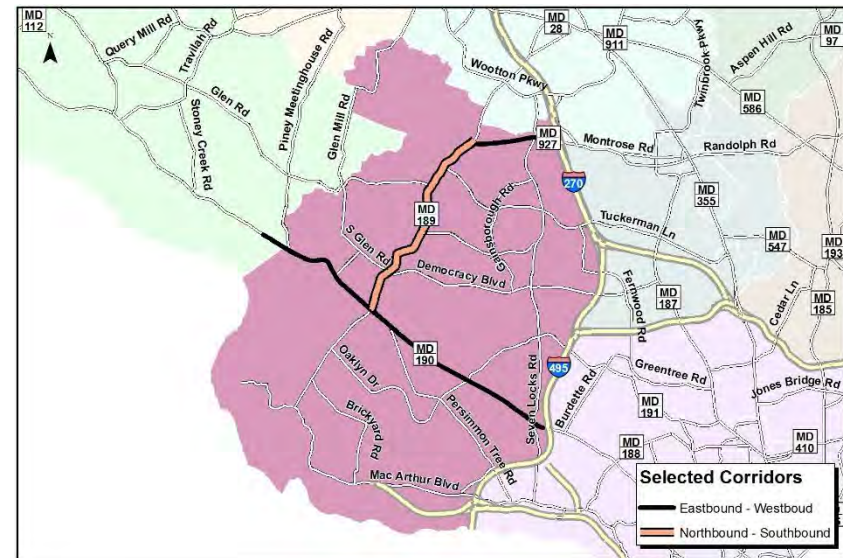 MD
112
N
Query Mill Rd
Travilah Rd
Piney Meetinghouse Rd
Glen Rd
Glen Mill Rd
Stoney Creek Rd
MD
28
MD
911
Wootton Pkwy
Twinbrook Pkwy
Aspen Hill Rd
MD
97
MD
586
MD
927
Montrose Rd
Randolph Rd
270
MD
355
MD
189
Gainsborough Rd
Tuckerman Ln
MD
547
MD
193
S Glen Rd
Democracy Blvd
Fernwood Rd
MD
187
Cedar Ln
MD
185
MD
190
Oaklyn Dr
Seven Locks Rd
495
Burdette Rd
Greentree Rd
Jones Bridge Rd
MD
191
Brickyard Rd
Persimmon Tree Rd
MD
188
MD
410
Mac Arthur Blvd
Selected Corridors
Eastbound - Westboud
Northbound - Southbound